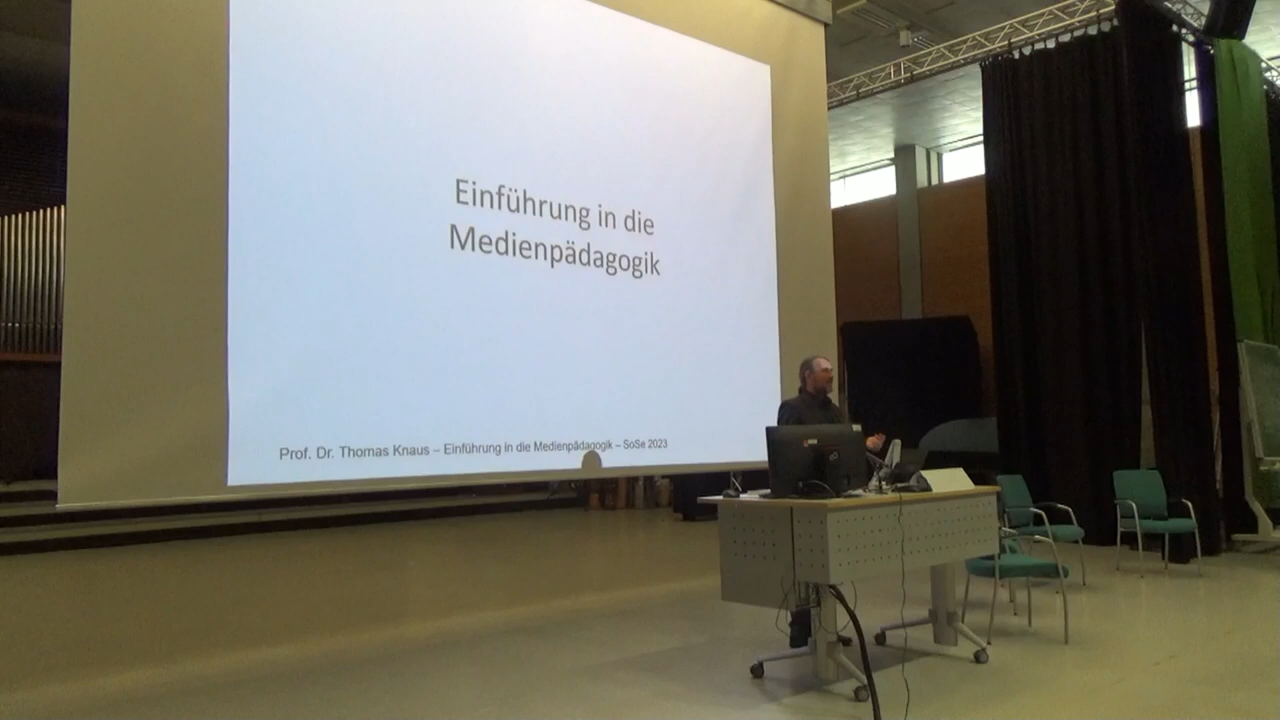 Einführung in die
Medienpädagogik
Prof. Dr. Thomas Knaus – Einführung in die Medienpädagogik – SoSe 2023